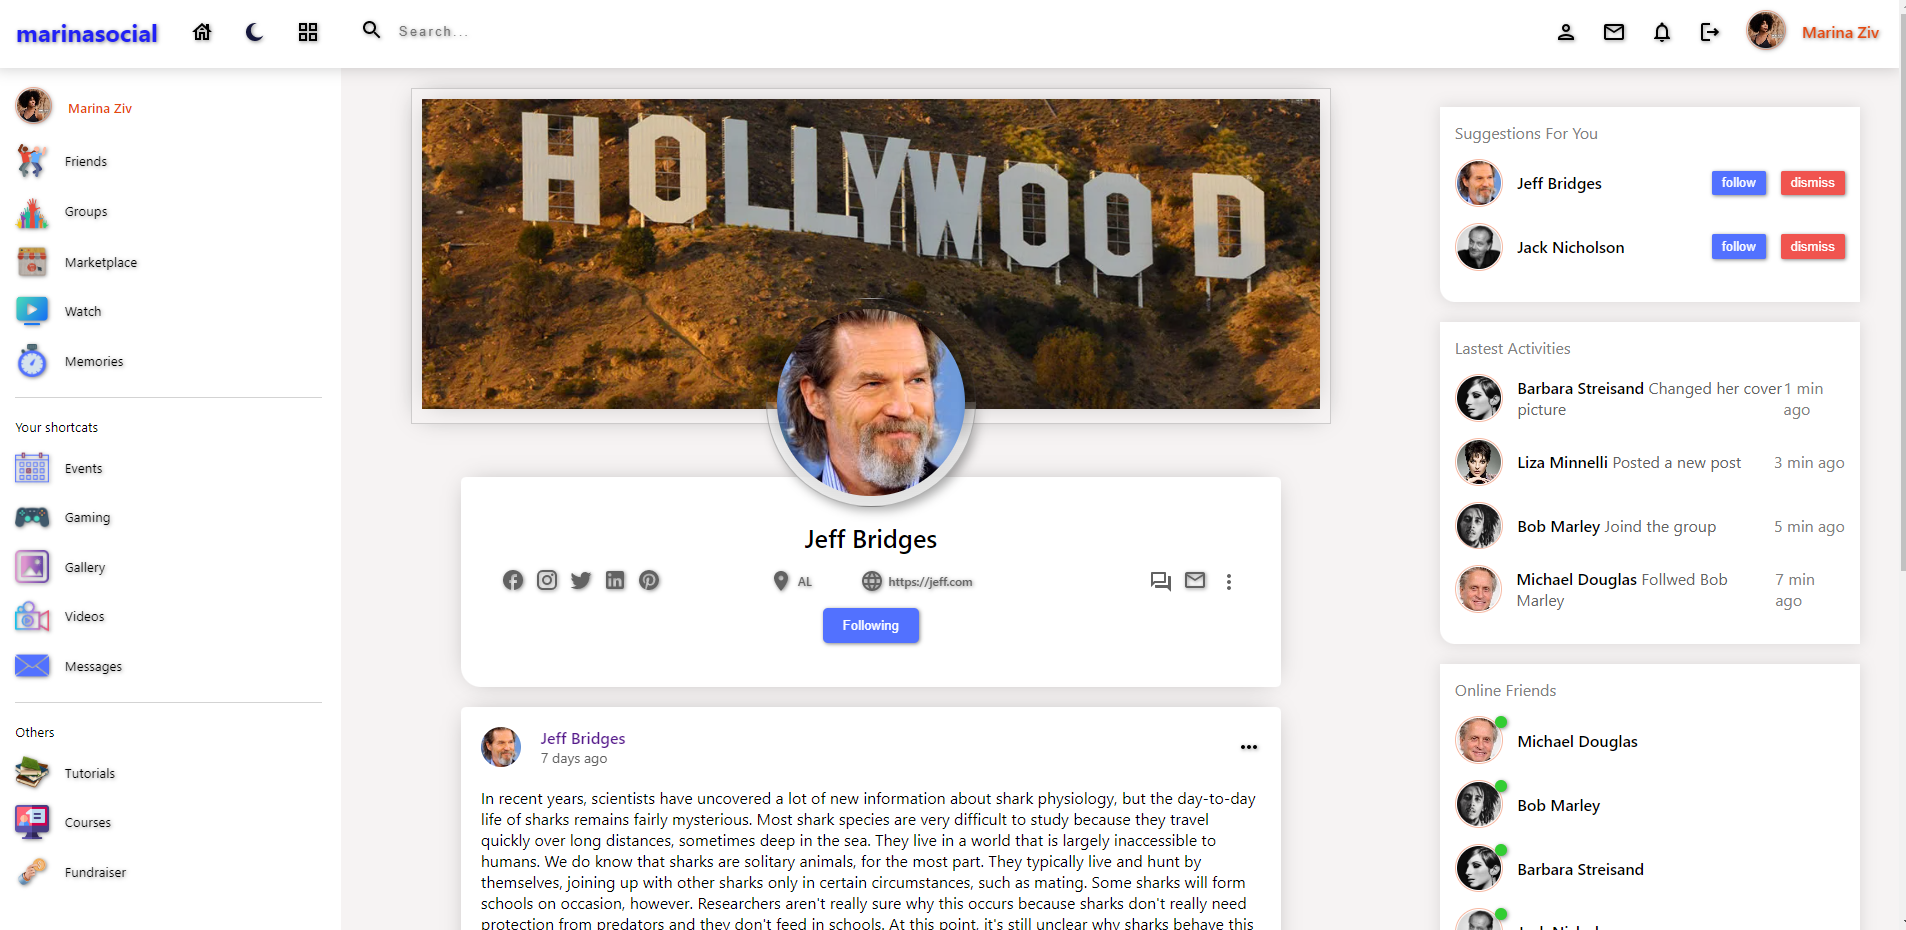 marinasocial
Search...
Marina Ziv
Marina Ziv
Friends
Groups
Marketplace
Watch
Memories
Your shortcats
Events
Gaming
Gallery
Videos
Messages
Others
Tutorials
Courses
Fundraiser
HOLLYWOOD
Jeff Bridges
AL
https://jeff.com
Following
Jeff Bridges
7 days ago
In recent years, scientists have uncovered a lot of new information about shark physiology, but the day-to-day
life of sharks remains fairly mysterious. Most shark species are very difficult to study because they travel
quickly over long distances, sometimes deep in the sea. They live in a world that is largely inaccessible to
humans. We do know that sharks are solitary animals, for the most part. They typically live and hunt by
themselves, joining up with other sharks only in certain circumstances, such as mating. Some sharks will form
schools on occasion, however. Researchers aren't really sure why this occurs because sharks don't really need
protection from predators and they don't feed in schools. At this point, it's still unclear why sharks behave this
Suggestions For You
Jeff Bridges follow dismiss
Jack Nicholson follow dismiss
Lastest Activities
Barbara Streisand Changed her cover 1 min
picture ago
Liza Minnelli Posted a new post 3 min ago
Bob Marley Joind the group 5 min ago
Michael Douglas Follwed Bob 7 min
Marley ago
Online Friends
Michael Douglas
Bob Marley
Barbara Streisand